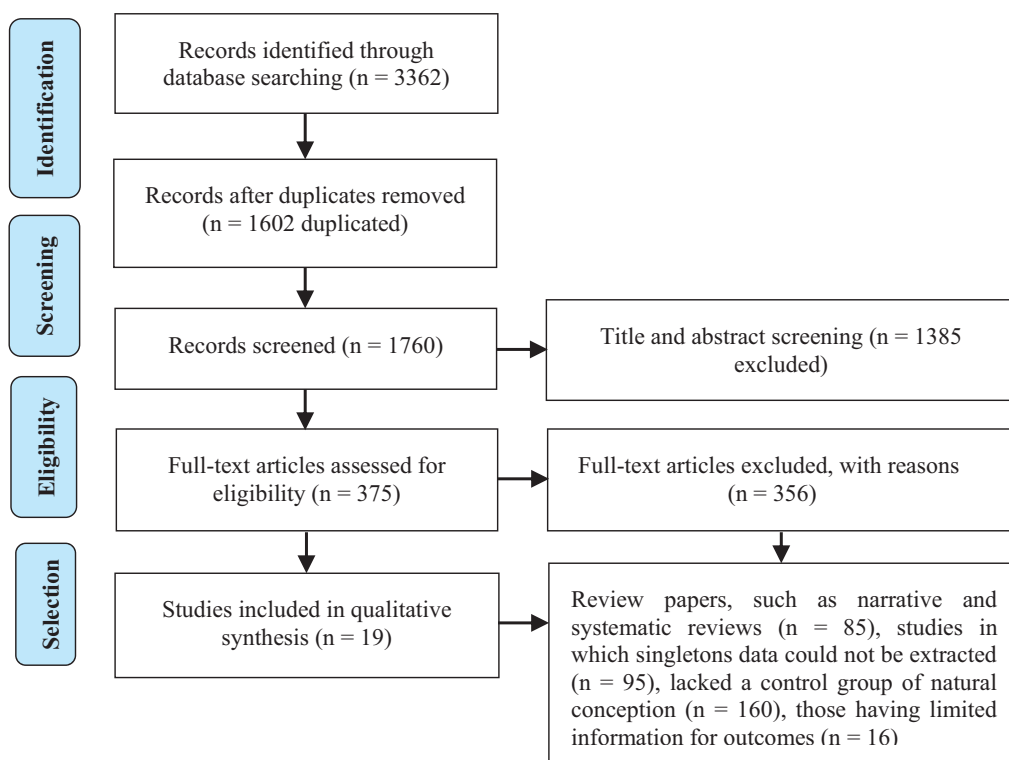 Identification
Records identified through
database searching (n = 3362)
Records after duplicates removed
(n = 1602 duplicated)
Screening
Records screened (n = 1760)
Title and abstract screening (n = 1385
excluded)
Eligibility
Full-text articles assessed for
eligibility (n = 375)
Full-text articles excluded, with reasons
(n = 356)
Selection
Studies included in qualitative
synthesis (n = 19)
Review papers, such as narrative and
systematic reviews (n = 85), studies in
which singletons data could not be extracted
(n = 95), lacked a control group of natural
conception (n = 160), those having limited
information for outcomes (n = 16)